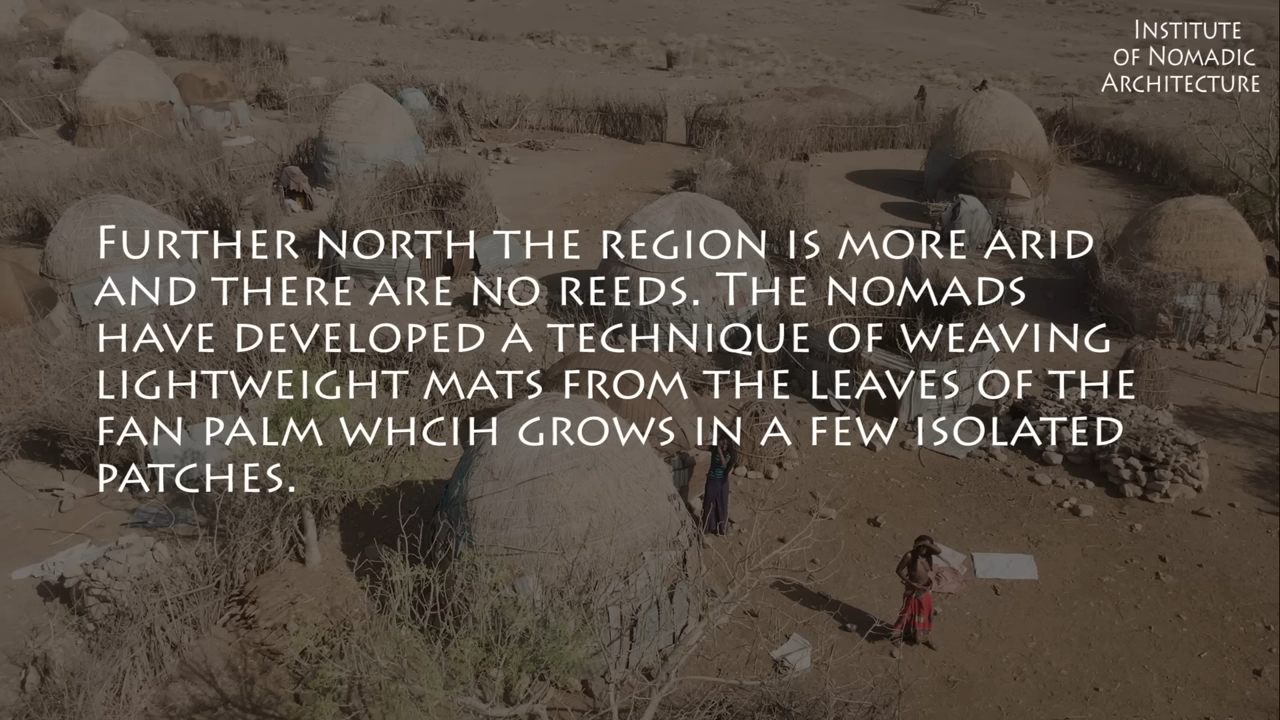 Institute
of Nomadic
Architecture
Further north the region is more arid
and there are no reeds. The nomads
have developed a technique of weaving
lightweight mats from the leaves of the
fan palm whcih grows in a few isolated
patches.